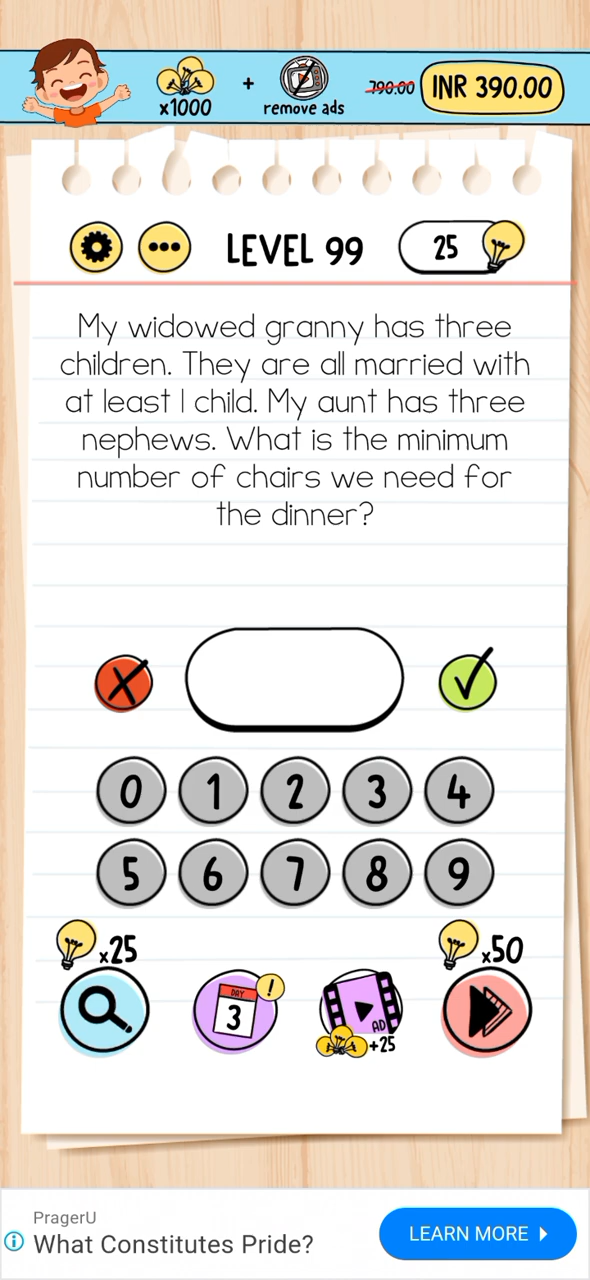 x1000
+
remove ads
790.00
INR 390.00
LEVEL 99
25
My widowed granny has three
children. They are all married with
at least 1 child. My aunt has three
nephews. What is the minimum
number of chairs we need for
the dinner?
0 1 2 3 4
5 6 7 8 9
x25
x50
DAY
3
!
AD
+25
PragerU
What Constitutes Pride?
LEARN MORE